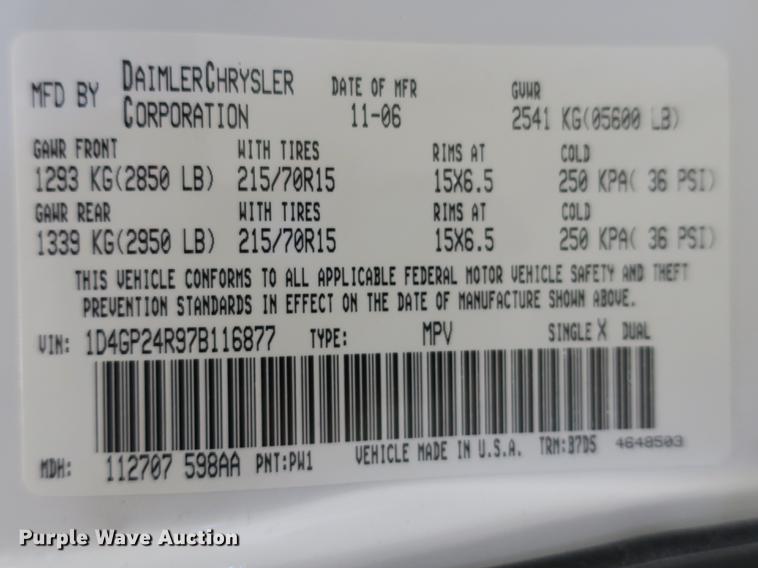 MFD BY DAIMLERCHRYSLER CORPORATION
DATE OF MFR 11-06
GVWR 2541 KG(05600 LB)
GAWR FRONT WITH TIRES RIMS AT COLD
1293 KG(2850 LB) 215/70R15 15X6.5 250 KPA( 36 PSI)
GAWR REAR WITH TIRES RIMS AT COLD
1339 KG(2950 LB) 215/70R15 15X6.5 250 KPA( 36 PSI)
THIS VEHICLE CONFORMS TO ALL APPLICABLE FEDERAL MOTOR VEHICLE SAFETY AND THEFT
PREVENTION STANDARDS IN EFFECT ON THE DATE OF MANUFACTURE SHOWN ABOVE.
VIN: 1D4GP24R97B116877 TYPE: MPV SINGLE X DUAL
MDH: 112707 598AA PNT:PW1 VEHICLE MADE IN U.S.A. TRM:B7D5 4648503
Purple Wave Auction